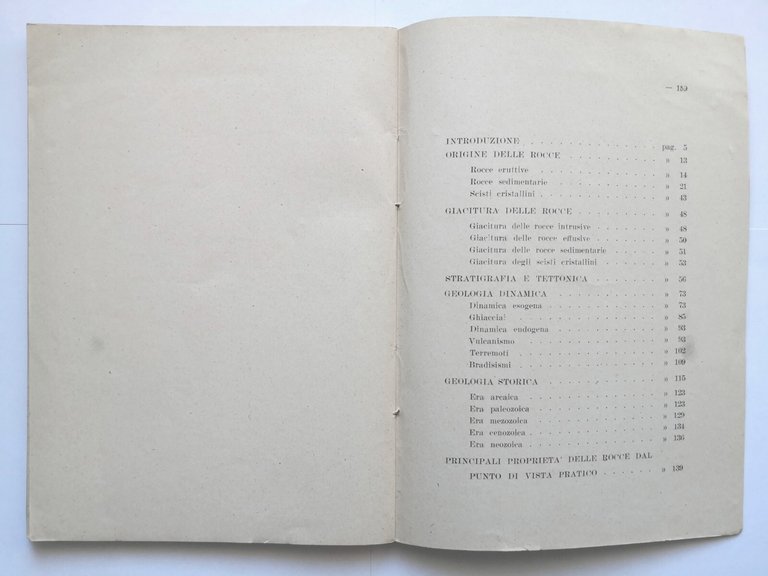 — 159
INTRODUZIONE . . . . . . . . . . pag. 5
ORIGINE DELLE ROCCE . . . . . . . » 13
Rocce eruttive . . . . . . . . . » 14
Rocce sedimentarie . . . . . . . » 21
Scisti cristallini . . . . . . . . » 43
GIACITURA DELLE ROCCE . . . . . . » 48
Giacitura delle rocce intrusive . . . . » 48
Giacitura delle rocce effusive . . . . . » 50
Giacitura delle rocce sedimentarie . . . » 51
Giacitura degli scisti cristallini . . . . » 53
STRATIGRAFIA E TETTONICA . . . . . » 56
GEOLOGIA DINAMICA . . . . . . . . » 73
Dinamica esogena . . . . . . . . » 73
Ghiacciai . . . . . . . . . . » 85
Dinamica endogena . . . . . . . » 93
Vulcanismo . . . . . . . . . . » 93
Terremoti . . . . . . . . . . » 102
Bradisismi . . . . . . . . . . » 109
GEOLOGIA STORICA . . . . . . . . » 115
Era arcaica . . . . . . . . . . » 123
Era paleozoica . . . . . . . . . » 123
Era mezozoica . . . . . . . . . » 129
Era cenozoica . . . . . . . . . » 134
Era neozoica . . . . . . . . . . » 136
PRINCIPALI PROPRIETA' DELLE ROCCE DAL
PUNTO DI VISTA PRATICO . . . . . . » 139